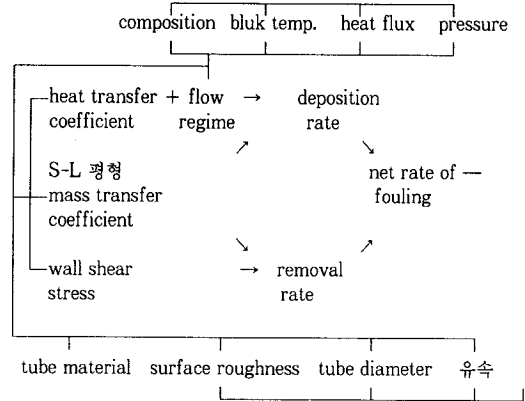 composition bluk temp. heat flux pressure
heat transfer + flow → deposition
coefficient regime rate
S-L 평형
mass transfer
coefficient
net rate of —
fouling
wall shear → removal
stress rate
tube material surface roughness tube diameter 유속